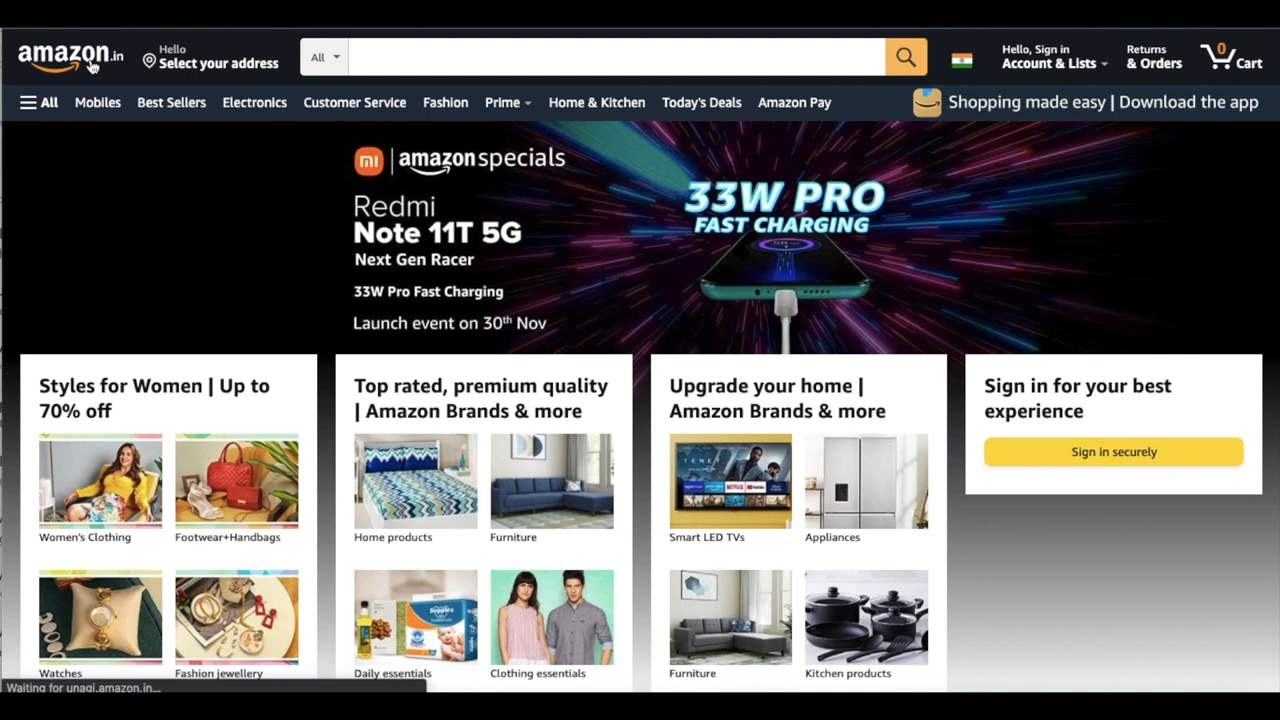 amazon.in
Hello
Select your address
All
Hello, Sign in
Account & Lists
Returns
& Orders
0
Cart
All
Mobiles
Best Sellers
Electronics
Customer Service
Fashion
Prime
Home & Kitchen
Today's Deals
Amazon Pay
Shopping made easy | Download the app
mi | amazon specials
Redmi
Note 11T 5G
Next Gen Racer
33W Pro Fast Charging
Launch event on 30th Nov
33W PRO
FAST CHARGING
Styles for Women | Up to
70% off
Women's Clothing
Footwear+Handbags
Watches
Fashion jewellery
Top rated, premium quality
| Amazon Brands & more
Home products
Furniture
Supples
Daily essentials
Clothing essentials
Upgrade your home |
Amazon Brands & more
TENET
NETFLIX
YouTube
Smart LED TVs
Appliances
Furniture
Kitchen products
Sign in for your best
experience
Sign in securely
Waiting for unagi.amazon.in...